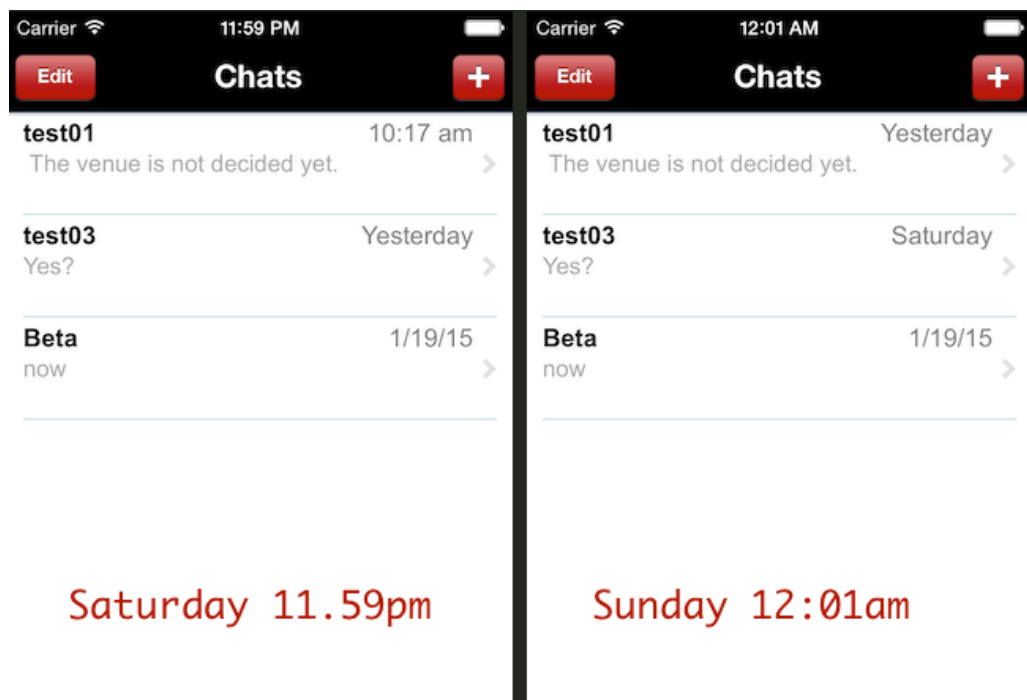 Carrier 11:59 PM
Edit Chats +
test01 10:17 am
The venue is not decided yet.
test03 Yesterday
Yes?
Beta 1/19/15
now
Saturday 11.59pm
Carrier 12:01 AM
Edit Chats +
test01 Yesterday
The venue is not decided yet.
test03 Saturday
Yes?
Beta 1/19/15
now
Sunday 12:01am